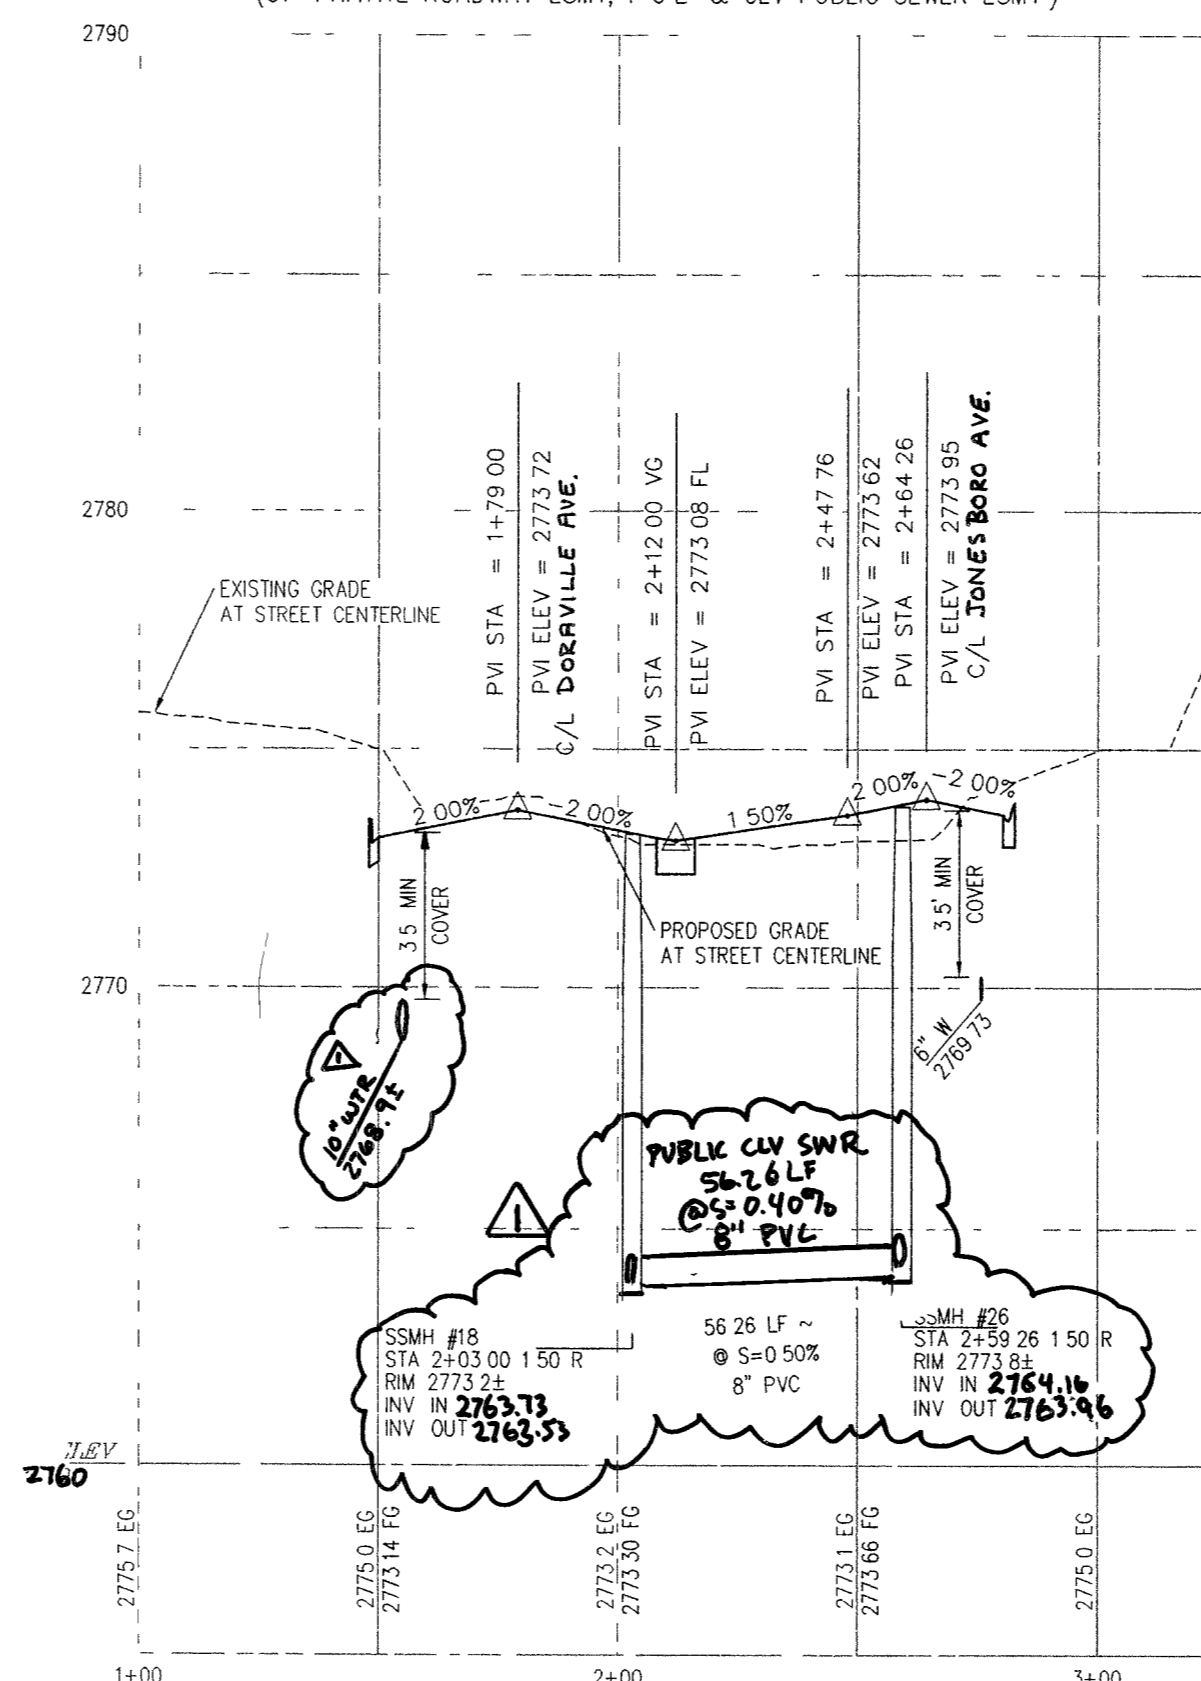 2790
2780
2770
ELEV
2760
EXISTING GRADE
AT STREET CENTERLINE
PVI STA = 1+79 00
PVI ELEV = 2773 72
C/L DORAVILLE AVE.
PVI STA = 2+12 00 VG
PVI ELEV = 2773 08 FL
PVI STA = 2+47 76
PVI ELEV = 2773 62
PVI STA = 2+64 26
PVI ELEV = 2773 95
C/L JONESBORO AVE.
2 00%
-2 00%
1 50%
2 00%
-2 00%
3 5 MIN
COVER
PROPOSED GRADE
AT STREET CENTERLINE
3 5' MIN
COVER
6" W
2769 73
1
10" WTR
2768.9±
1
PUBLIC CLV SWR
56.26 LF
@S=0.40%
8" PVC
SSMH #18
STA 2+03 00 1 50 R
RIM 2773 2±
INV IN 2763.73
INV OUT 2763.53
56 26 LF ~
@ S=0 50%
8" PVC
SSMH #26
STA 2+59 26 1 50 R
RIM 2773 8±
INV IN 2764.16
INV OUT 2763.96
2775 7 EG
2775 0 EG
2773 14 FG
2773 2 EG
2773 30 FG
2773 1 EG
2773 66 FG
2775 0 EG
1+00
2+00
3+00